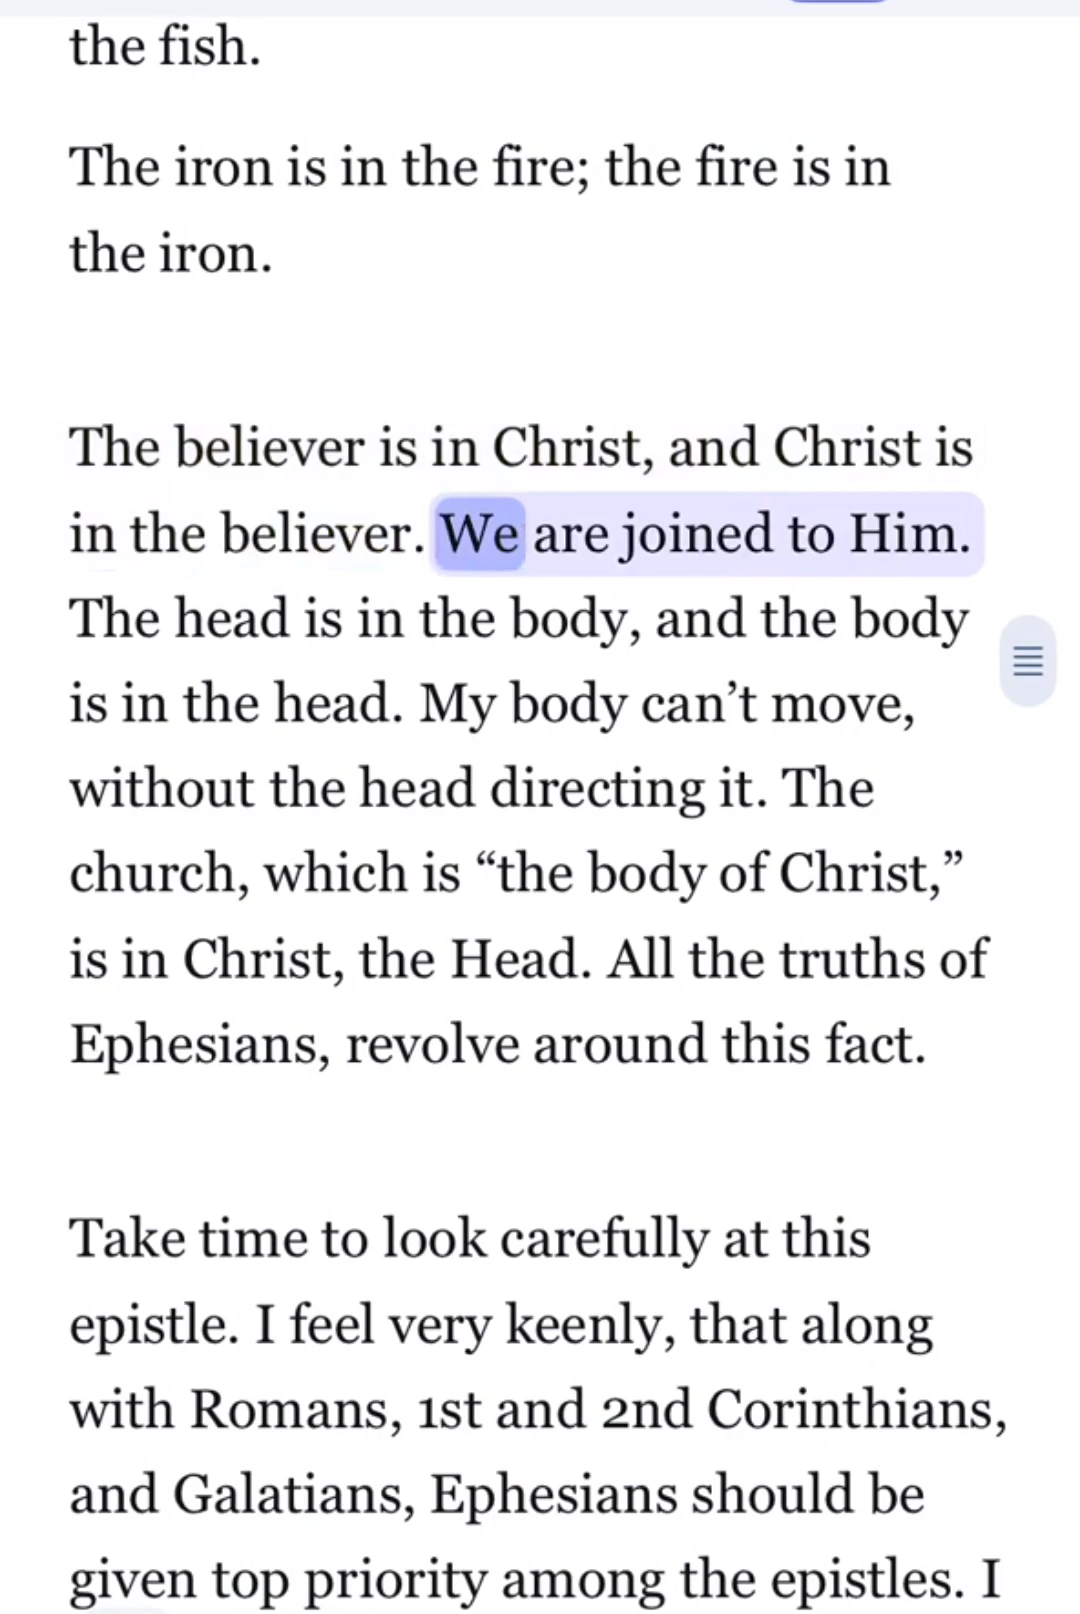 the fish.
The iron is in the fire; the fire is in
the iron.
The believer is in Christ, and Christ is
in the believer. We are joined to Him.
The head is in the body, and the body
is in the head. My body can’t move,
without the head directing it. The
church, which is “the body of Christ,”
is in Christ, the Head. All the truths of
Ephesians, revolve around this fact.
Take time to look carefully at this
epistle. I feel very keenly, that along
with Romans, 1st and 2nd Corinthians,
and Galatians, Ephesians should be
given top priority among the epistles. I